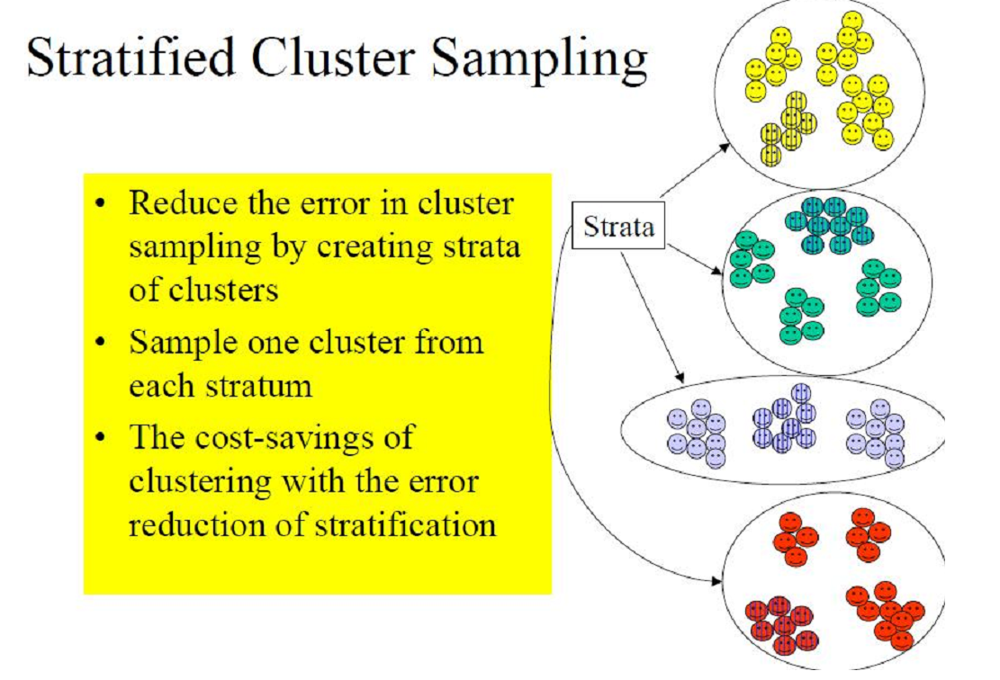 Stratified Cluster Sampling
• Reduce the error in cluster
sampling by creating strata
of clusters
• Sample one cluster from
each stratum
• The cost-savings of
clustering with the error
reduction of stratification
Strata